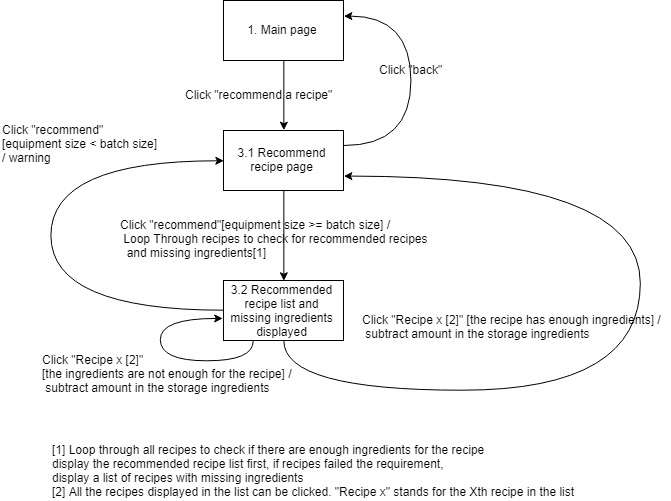 1. Main page
Click "back"
Click "recommend a recipe"
Click "recommend"
[equipment size < batch size]
/ warning
3.1 Recommend
recipe page
Click "recommend"[equipment size >= batch size] /
Loop Through recipes to check for recommended recipes
and missing ingredients[1]
3.2 Recommended
recipe list and
missing ingredients
displayed
Click "Recipe x [2]" [the recipe has enough ingredients] /
subtract amount in the storage ingredients
Click "Recipe x [2]"
[the ingredients are not enough for the recipe] /
subtract amount in the storage ingredients
[1] Loop through all recipes to check if there are enough ingredients for the recipe
display the recommended recipe list first, if recipes failed the requirement,
display a list of recipes with missing ingredients
[2] All the recipes displayed in the list can be clicked. "Recipe x" stands for the Xth recipe in the list